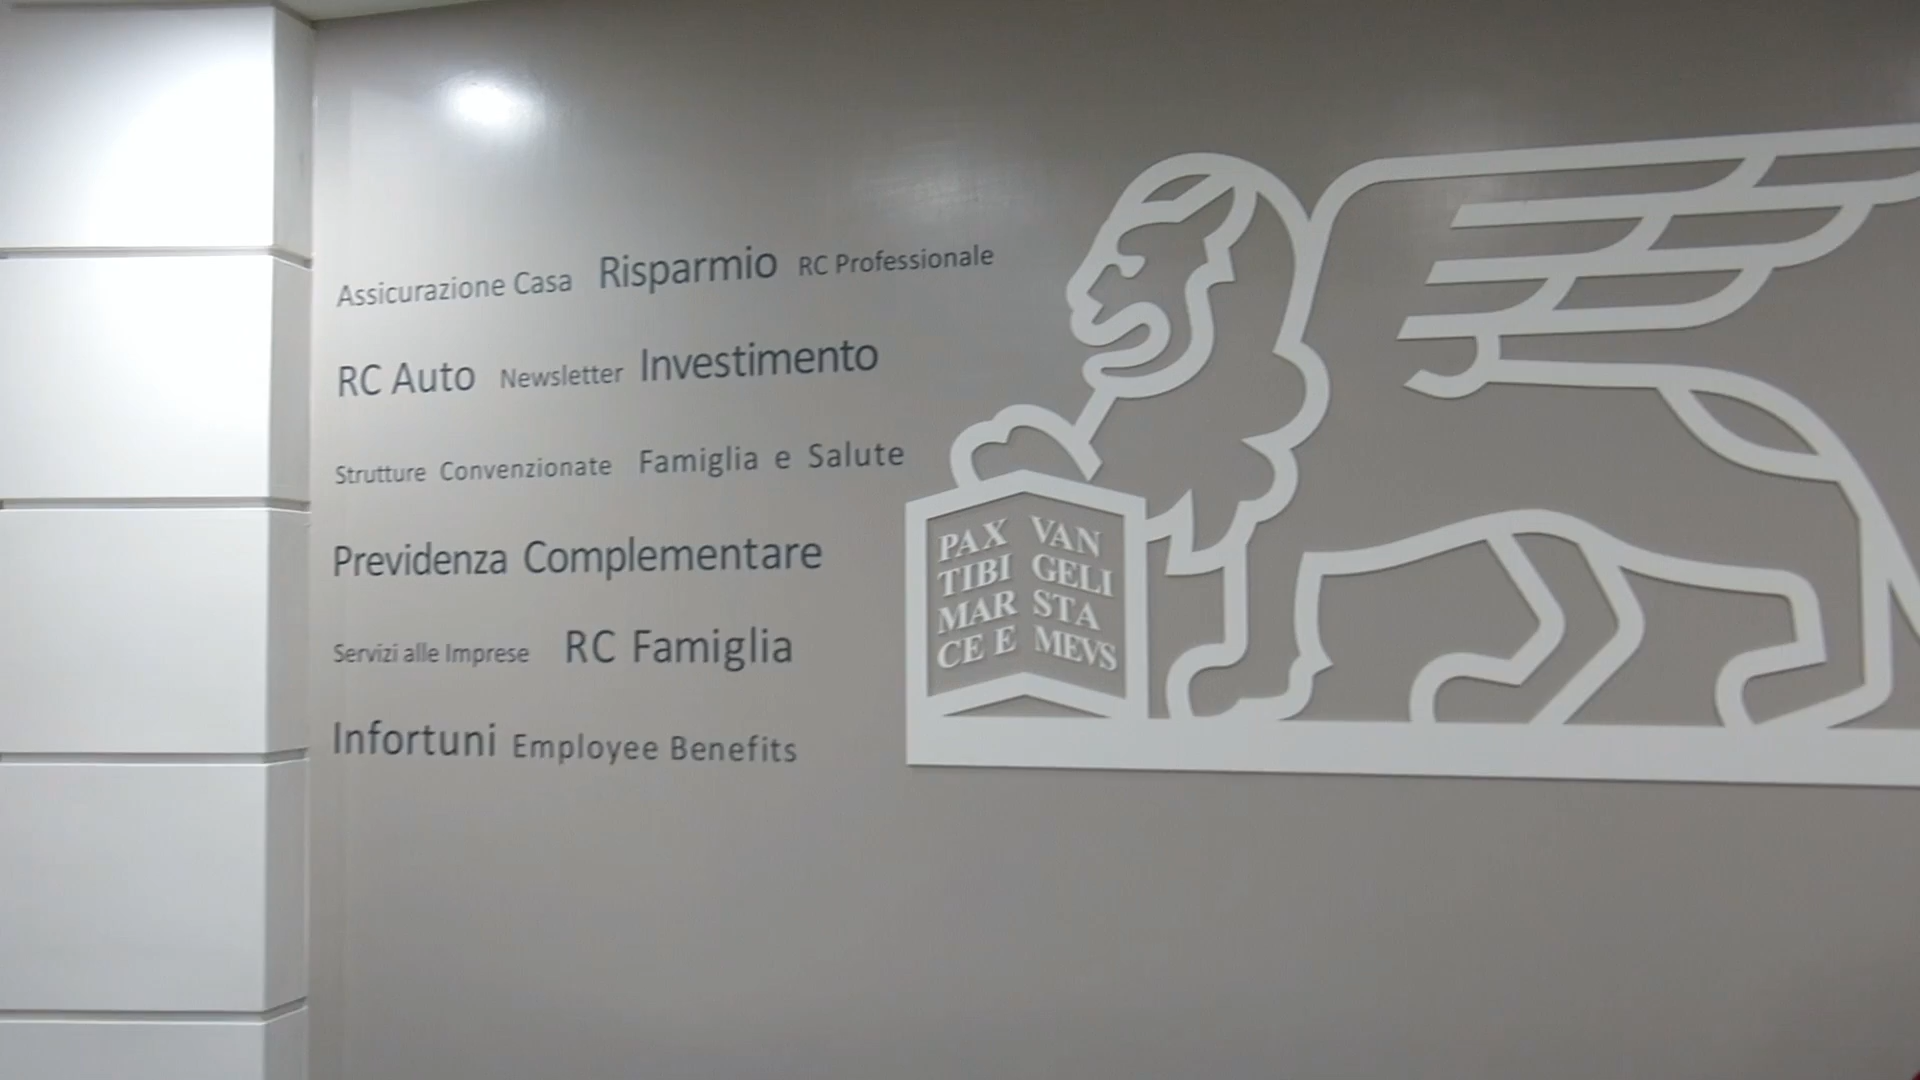 Assicurazione Casa Risparmio RC Professionale
RC Auto Newsletter Investimento
Strutture Convenzionate Famiglia e Salute
Previdenza Complementare
Servizi alle Imprese RC Famiglia
Infortuni Employee Benefits
PAX
TIBI
MAR
CE E
VAN
GELI
STA
MEVS